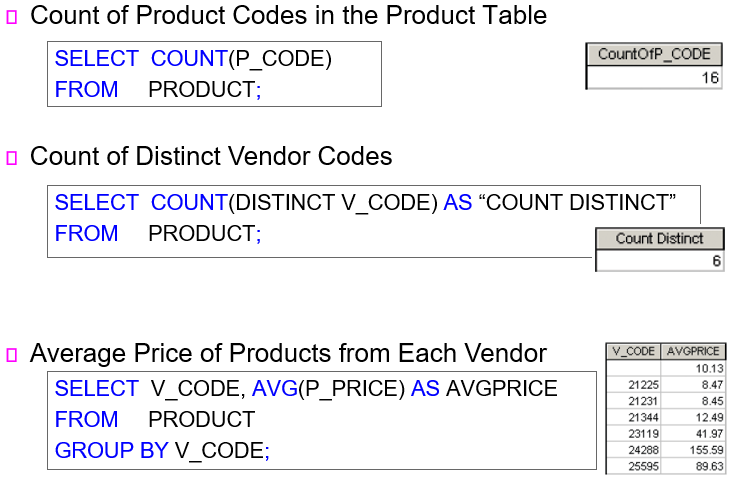 Count of Product Codes in the Product Table
SELECT COUNT(P_CODE)
FROM PRODUCT;
CountOfP_CODE
16
Count of Distinct Vendor Codes
SELECT COUNT(DISTINCT V_CODE) AS “COUNT DISTINCT”
FROM PRODUCT;
Count Distinct
6
Average Price of Products from Each Vendor
SELECT V_CODE, AVG(P_PRICE) AS AVGPRICE
FROM PRODUCT
GROUP BY V_CODE;
V_CODE AVGPRICE
10.13
21225 8.47
21231 8.45
21344 12.49
23119 41.97
24288 155.59
25595 89.63